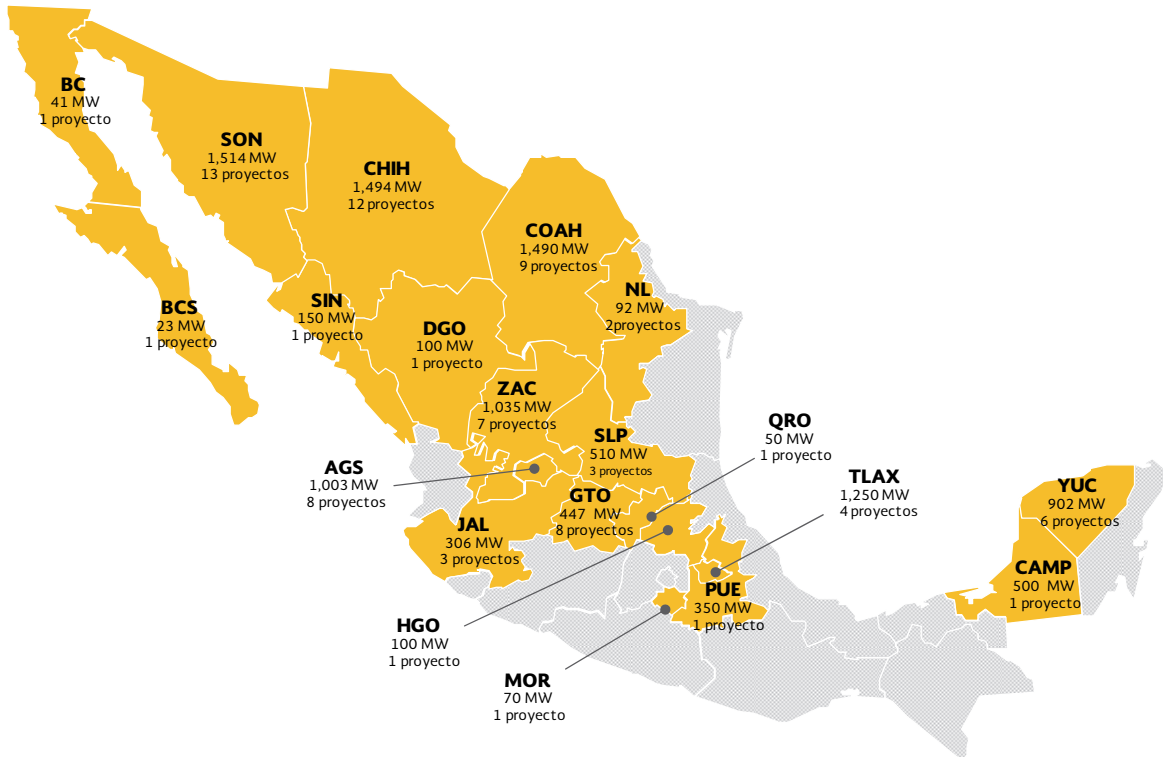 BC
41 MW
1 proyecto
SON
1,514 MW
13 proyectos
CHIH
1,494 MW
12 proyectos
COAH
1,490 MW
9 proyectos
NL
92 MW
2proyectos
BCS
23 MW
1 proyecto
SIN
150 MW
1 proyecto
DGO
100 MW
1 proyecto
ZAC
1,035 MW
7 proyectos
SLP
510 MW
3 proyectos
QRO
50 MW
1 proyecto
AGS
1,003 MW
8 proyectos
TLAX
1,250 MW
4 proyectos
YUC
902 MW
6 proyectos
GTO
447 MW
8 proyectos
JAL
306 MW
3 proyectos
CAMP
500 MW
1 proyecto
PUE
350 MW
1 proyecto
HGO
100 MW
1 proyecto
MOR
70 MW
1 proyecto